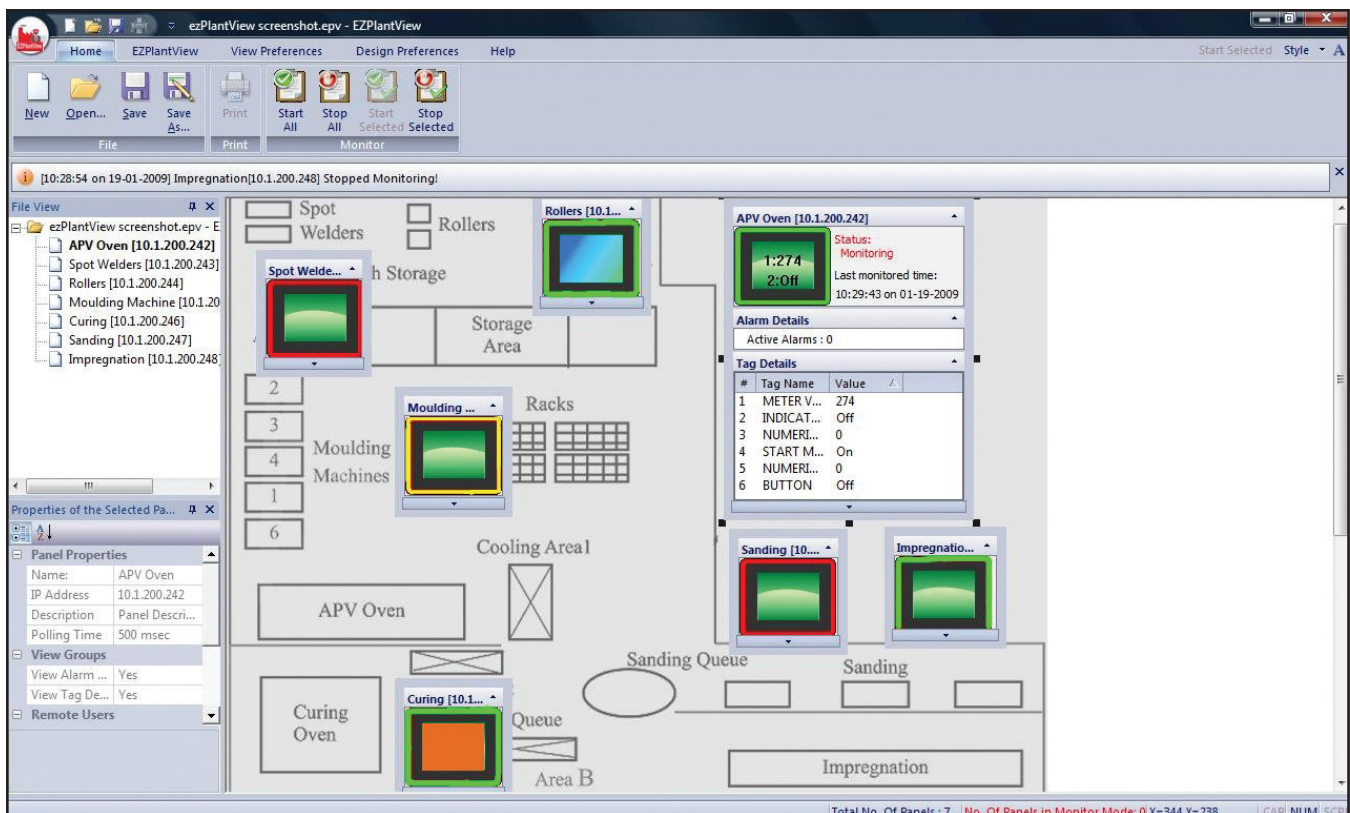 ezPlantView screenshot.epv - EZPlantView
Home EZPlantView View Preferences Design Preferences Help
Start Selected Style A
New Open... Save Save As... Print Start All Stop All Start Selected Stop Selected
File Print Monitor
[10:28:54 on 19-01-2009] Impregnation[10.1.200.248] Stopped Monitoring!
File View
ezPlantView screenshot.epv - E
APV Oven [10.1.200.242]
Spot Welders [10.1.200.243]
Rollers [10.1.200.244]
Moulding Machine [10.1.20
Curing [10.1.200.246]
Sanding [10.1.200.247]
Impregnation [10.1.200.248]
Properties of the Selected Pa...
Panel Properties
Name: APV Oven
IP Address 10.1.200.242
Description Panel Descri...
Polling Time 500 msec
View Groups
View Alarm ... Yes
View Tag De... Yes
Remote Users
Spot Welders
Rollers
Rollers [10.1...
Spot Welde...
h Storage
Storage Area
2
3
4
1
6
Moulding Machines
Moulding ...
Racks
Cooling Area1
APV Oven
Curing Oven
Curing [10.1...
Queue
Area B
APV Oven [10.1.200.242]
1:274
2:Off
Status:
Monitoring
Last monitored time:
10:29:43 on 01-19-2009
Alarm Details
Active Alarms : 0
Tag Details
# Tag Name Value
1 METER V... 274
2 INDICAT... Off
3 NUMERI... 0
4 START M... On
5 NUMERI... 0
6 BUTTON Off
Sanding [10....
Impregnatio...
Sanding Queue
Sanding
Impregnation
Total No. Of Panels : 7 No. Of Panels in Monitor Mode: 0 X=344 Y=238 CAP NUM SCR